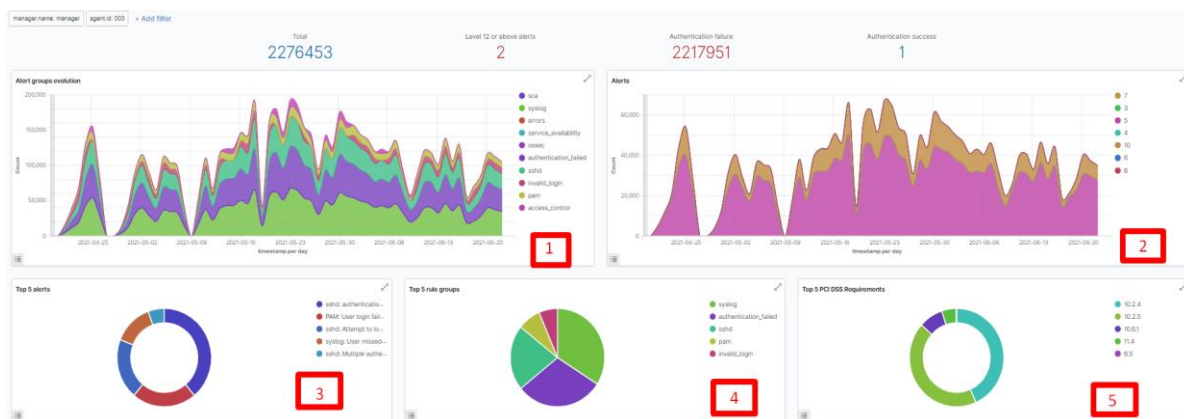 manager.name: manager agent.id: 003 + Add filter
Total Level 12 or above alerts Authentication failure Authentication success
2276453 2 2217951 1
Alert groups evolution
200,000
150,000
100,000
50,000
0
Count
2021-04-25 2021-05-02 2021-05-09 2021-05-16 2021-05-23 2021-05-30 2021-06-06 2021-06-13 2021-06-20
timestamp per day
sca
syslog
errors
service_availability
ossec
authentication_failed
sshd
invalid_login
pam
access_control
1
Alerts
60,000
40,000
20,000
0
Count
2021-04-25 2021-05-02 2021-05-09 2021-05-16 2021-05-23 2021-05-30 2021-06-06 2021-06-13 2021-06-20
timestamp per day
7
3
5
4
10
6
8
2
Top 5 alerts
sshd: authenticatio...
PAM: User login fail...
sshd: Attempt to lo...
syslog: User missed...
sshd: Multiple authe...
3
Top 5 rule groups
syslog
authentication_failed
sshd
pam
invalid_login
4
Top 5 PCI DSS Requirements
10.2.4
10.2.5
10.6.1
11.4
6.5
5